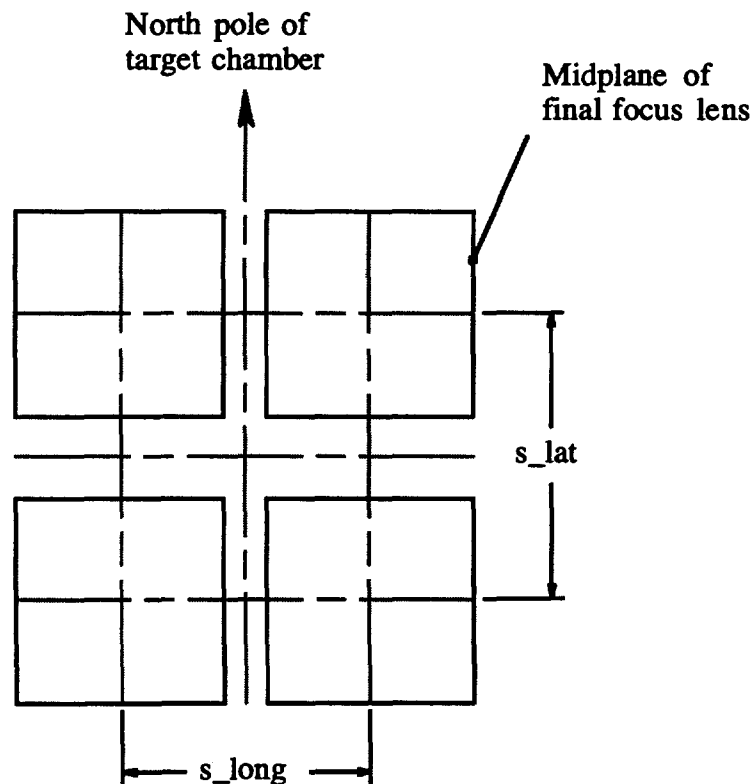 North pole of
target chamber
Midplane of
final focus lens
s_lat
s_long